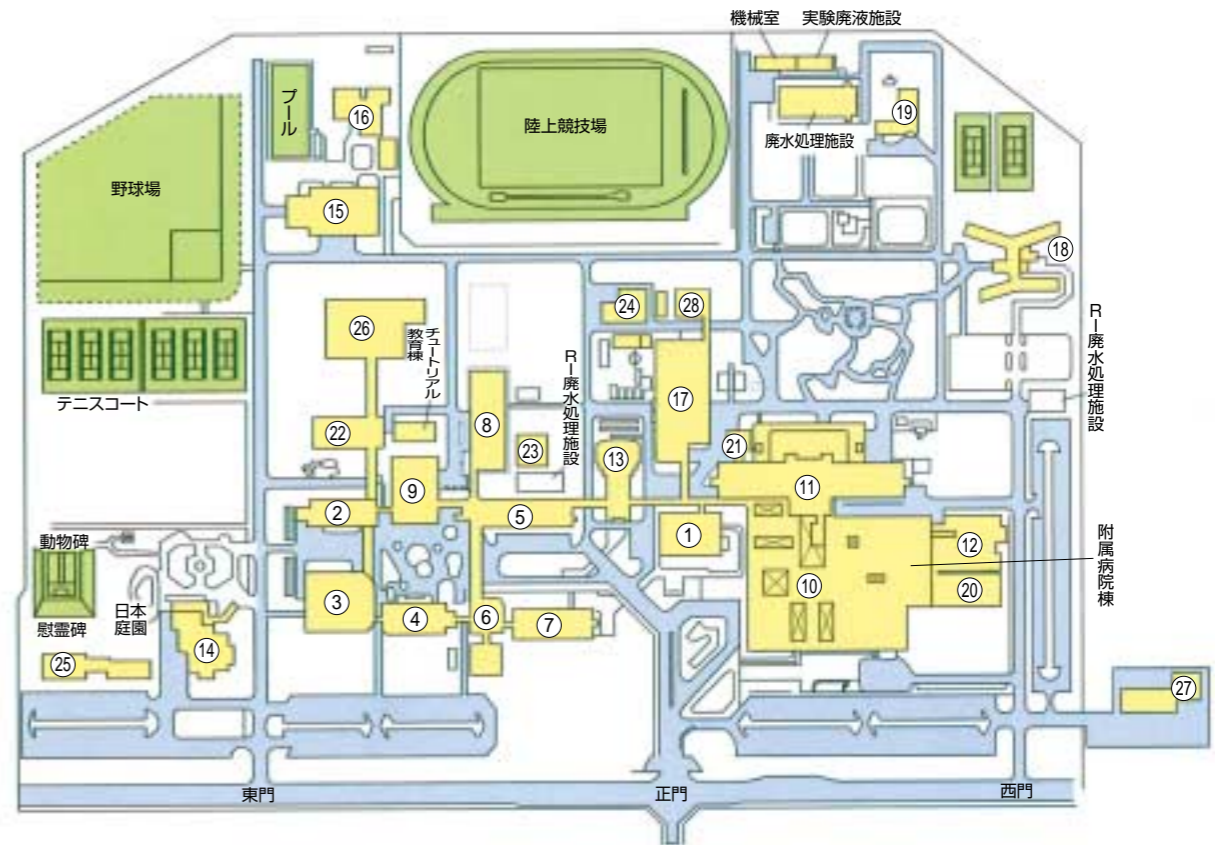 機械室
実験廃液施設
プール
⑯
陸上競技場
⑲
廃水処理施設
野球場
⑮
⑱
㉖
チュートリアル
教育棟
㉔
㉘
RI廃水処理施設
テニスコート
⑰
⑧
RI廃水処理施設
㉒
㉓
⑬
㉑
⑨
⑪
②
⑤
①
⑫
附属病院棟
動物碑
⑩
⑳
慰霊碑
日本
庭園
③
④
⑥
⑦
⑭
㉕
㉗
東門
正門
西門